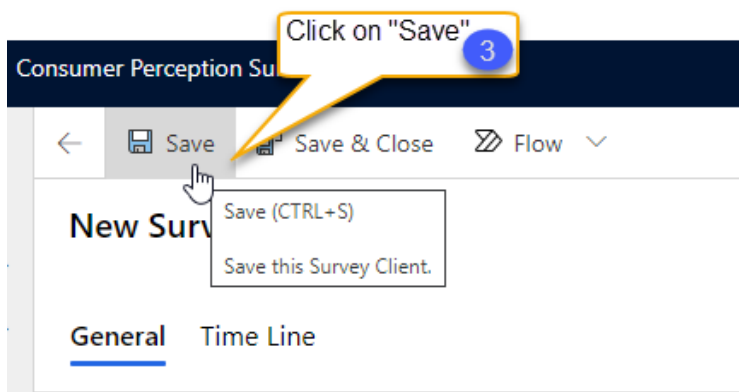 Click on "Save"
3
Consumer Perception Su
Save
Save & Close
Flow
Save (CTRL+S)
Save this Survey Client.
New Surv
General
Time Line